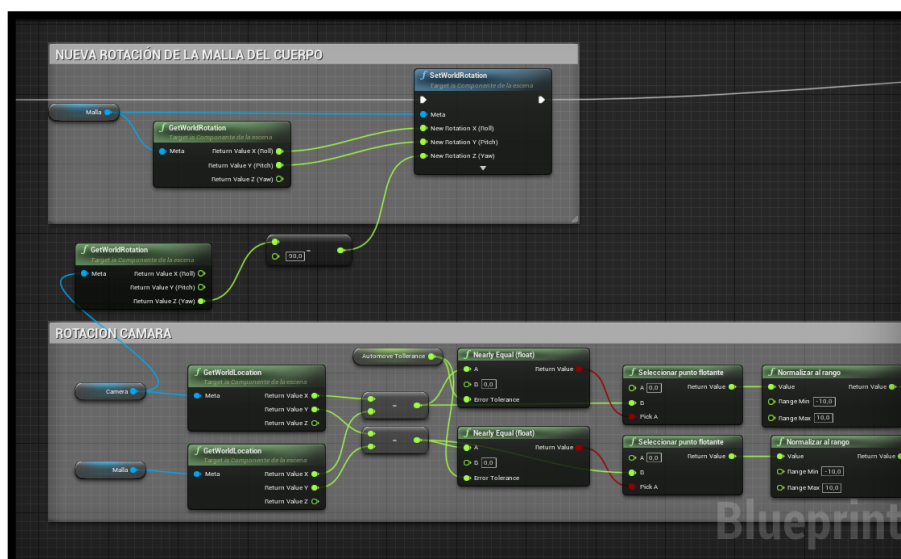 NUEVA ROTACIÓN DE LA MALLA DEL CUERPO
SetWorldRotation
Target is Componente de la escena
Malla
Meta
New Rotation X (Roll)
New Rotation Y (Pitch)
New Rotation Z (Yaw)
GetWorldRotation
Target is Componente de la escena
Meta Return Value X (Roll)
Return Value Y (Pitch)
Return Value Z (Yaw)
90,0
-
GetWorldRotation
Target is Componente de la escena
Meta Return Value X (Roll)
Return Value Y (Pitch)
Return Value Z (Yaw)
ROTACION CAMARA
Automove Tollerance
Camera
GetWorldLocation
Target is Componente de la escena
Meta Return Value X
Return Value Y
Return Value Z
Malla
GetWorldLocation
Target is Componente de la escena
Meta Return Value X
Return Value Y
Return Value Z
-
-
Nearly Equal (float)
A Return Value
B 0,0
Error Tolerance
Nearly Equal (float)
A Return Value
B 0,0
Error Tolerance
Seleccionar punto flotante
A 0,0 Return Value
B
Pick A
Seleccionar punto flotante
A 0,0 Return Value
B
Pick A
Normalizar al rango
Value Return Value
Range Min -10,0
Range Max 10,0
Normalizar al rango
Value Return Value
Range Min -10,0
Range Max 10,0
Blueprint